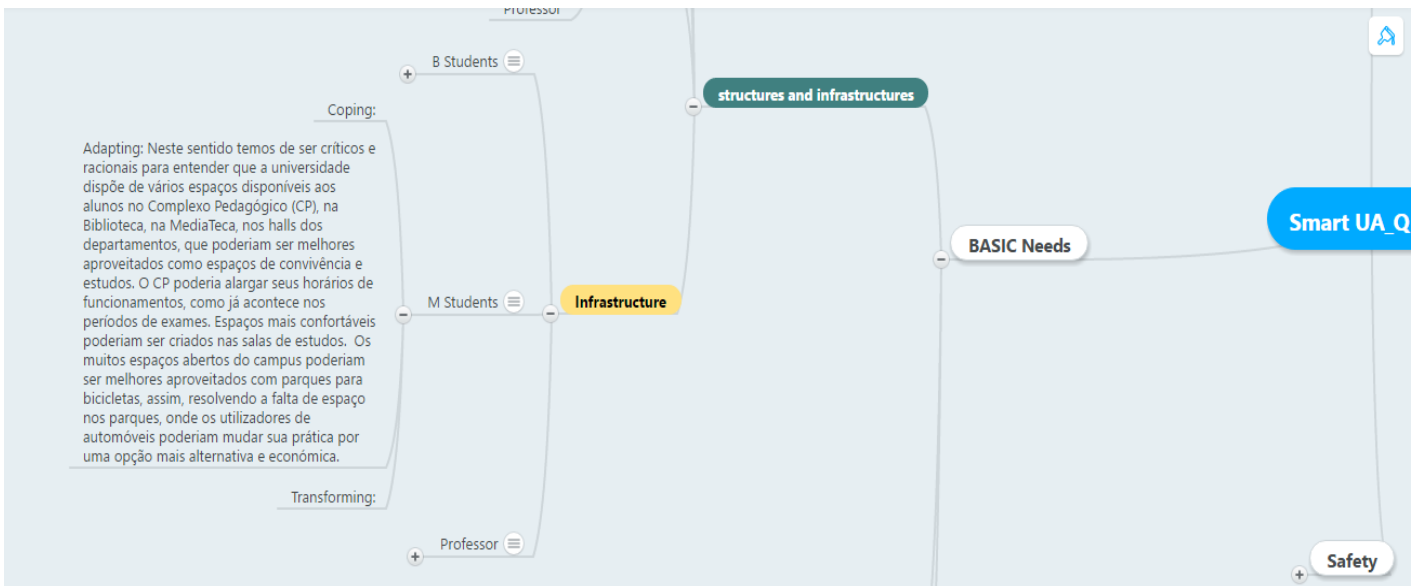 Professor
B Students
structures and infrastructures
Coping:
Adapting: Neste sentido temos de ser críticos e
racionais para entender que a universidade
dispõe de vários espaços disponíveis aos
alunos no Complexo Pedagógico (CP), na
Biblioteca, na MediaTeca, nos halls dos
departamentos, que poderiam ser melhores
aproveitados como espaços de convivência e
estudos. O CP poderia alargar seus horários de
funcionamentos, como já acontece nos
períodos de exames. Espaços mais confortáveis
poderiam ser criados nas salas de estudos.  Os
muitos espaços abertos do campus poderiam
ser melhores aproveitados com parques para
bicicletas, assim, resolvendo a falta de espaço
nos parques, onde os utilizadores de
automóveis poderiam mudar sua prática por
uma opção mais alternativa e económica.
M Students
Infrastructure
BASIC Needs
Smart UA_Q
Transforming:
Professor
Safety